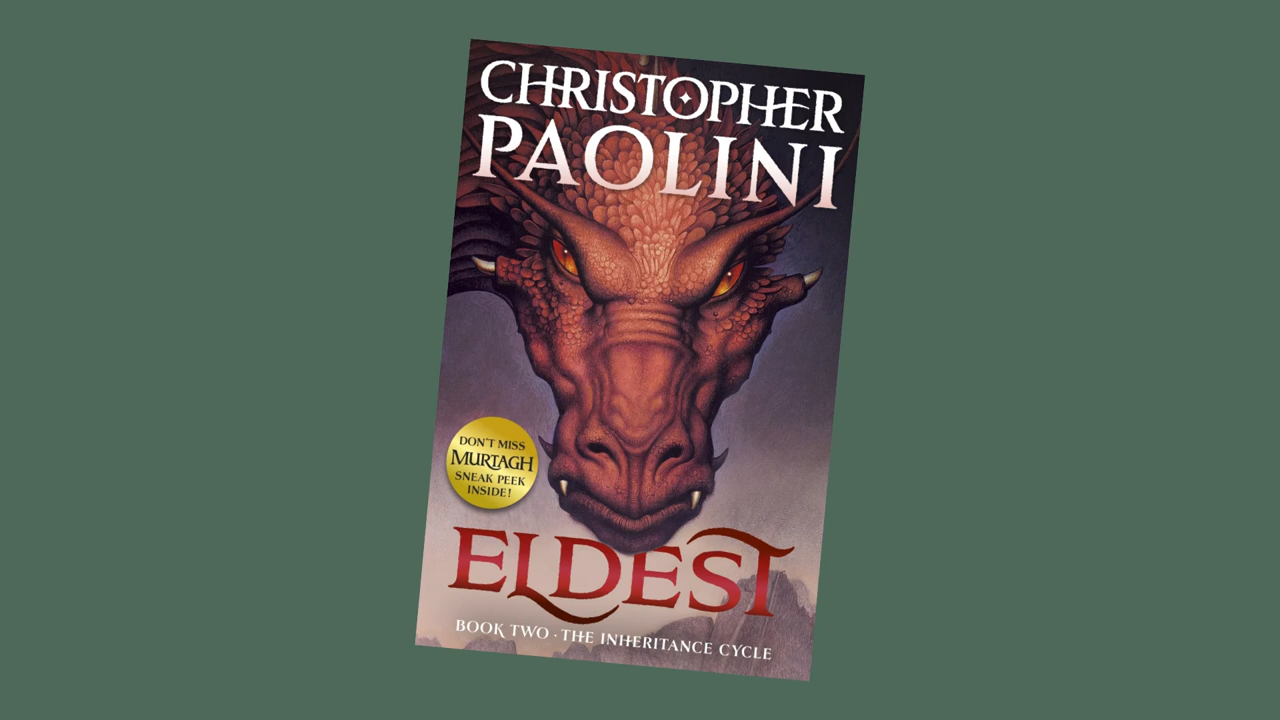 CHRISTOPHER
PAOLINI
DON'T MISS
MURTAGH
SNEAK PEEK
INSIDE!
ELDEST
BOOK TWO · THE INHERITANCE CYCLE